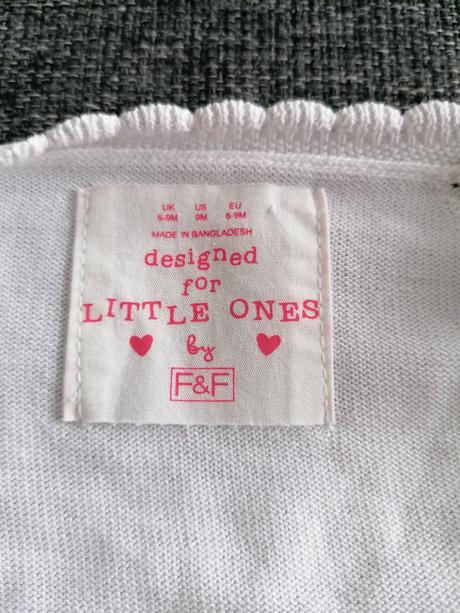 UK US EU
6-9M 9M 6-9M
MADE IN BANGLADESH
designed
for
LITTLE ONES
by
F&F